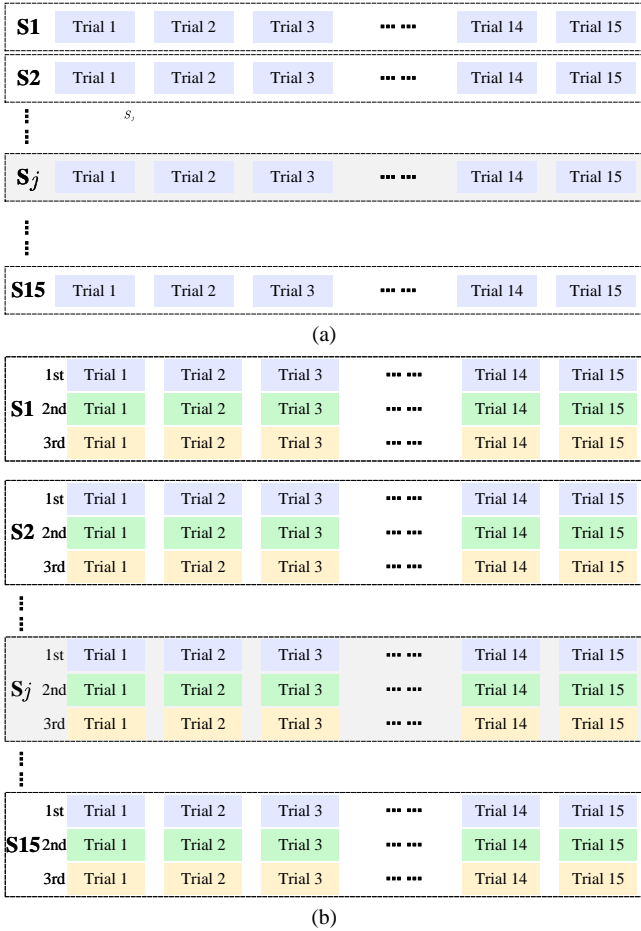 S1 Trial 1 Trial 2 Trial 3 ...... Trial 14 Trial 15
S2 Trial 1 Trial 2 Trial 3 ...... Trial 14 Trial 15
s_j
Sj Trial 1 Trial 2 Trial 3 ...... Trial 14 Trial 15
S15 Trial 1 Trial 2 Trial 3 ...... Trial 14 Trial 15
(a)
1st Trial 1 Trial 2 Trial 3 ...... Trial 14 Trial 15
S1 2nd Trial 1 Trial 2 Trial 3 Trial 14 Trial 15
3rd Trial 1 Trial 2 Trial 3 ...... Trial 14 Trial 15
1st Trial 1 Trial 2 Trial 3 ...... Trial 14 Trial 15
S2 2nd Trial 1 Trial 2 Trial 3 ...... Trial 14 Trial 15
3rd Trial 1 Trial 2 Trial 3 ...... Trial 14 Trial 15
1st Trial 1 Trial 2 Trial 3 ...... Trial 14 Trial 15
Sj 2nd Trial 1 Trial 2 Trial 3 ...... Trial 14 Trial 15
3rd Trial 1 Trial 2 Trial 3 ...... Trial 14 Trial 15
1st Trial 1 Trial 2 Trial 3 ...... Trial 14 Trial 15
S15 2nd Trial 1 Trial 2 Trial 3 ...... Trial 14 Trial 15
3rd Trial 1 Trial 2 Trial 3 ...... Trial 14 Trial 15
(b)